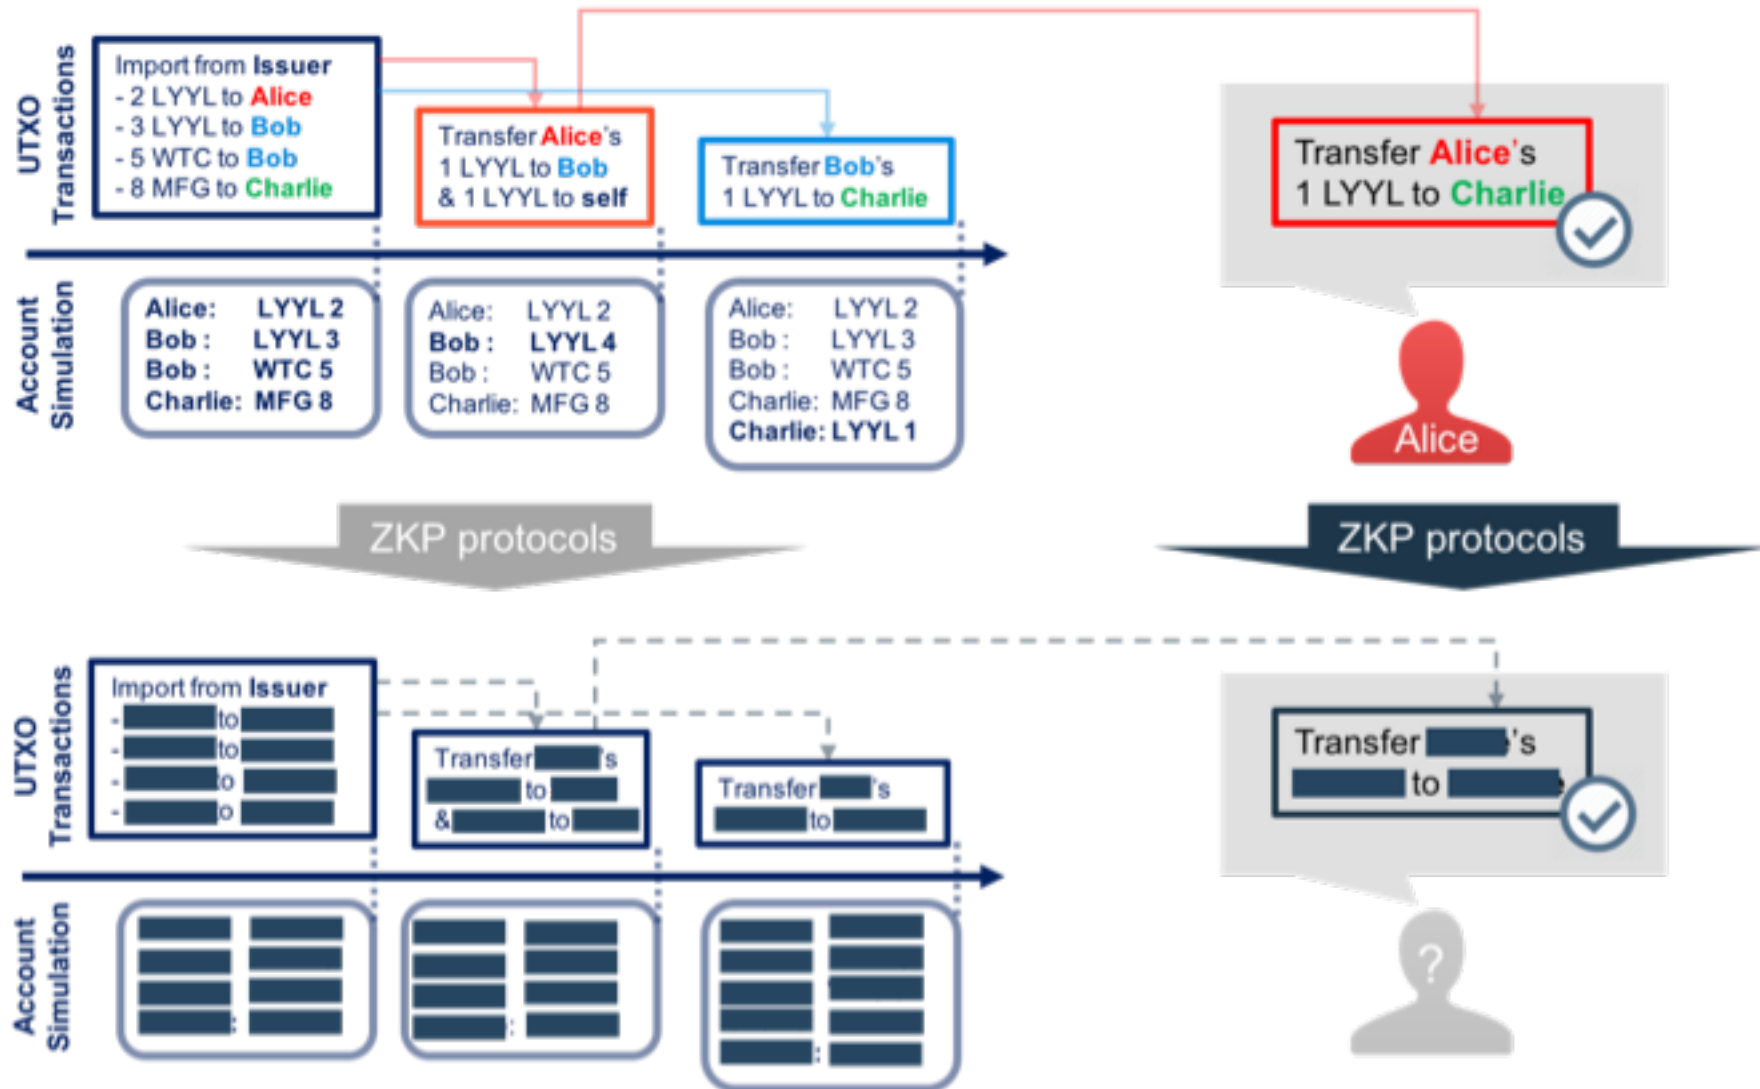 UTXO
Transactions
Import from Issuer
- 2 LYYL to Alice
- 3 LYYL to Bob
- 5 WTC to Bob
- 8 MFG to Charlie
Transfer Alice's
1 LYYL to Bob
& 1 LYYL to self
Transfer Bob's
1 LYYL to Charlie
Transfer Alice's
1 LYYL to Charlie
Account
Simulation
Alice: LYYL 2
Bob : LYYL 3
Bob : WTC 5
Charlie: MFG 8
Alice: LYYL 2
Bob : LYYL 4
Bob : WTC 5
Charlie: MFG 8
Alice: LYYL 2
Bob : LYYL 3
Bob : WTC 5
Charlie: MFG 8
Charlie: LYYL 1
Alice
ZKP protocols
ZKP protocols
UTXO
Transactions
Import from Issuer
- to
- to
- to
- to
Transfer 's
to
& to
Transfer 's
to
Transfer 's
to
Account
Simulation
:
:
:
?